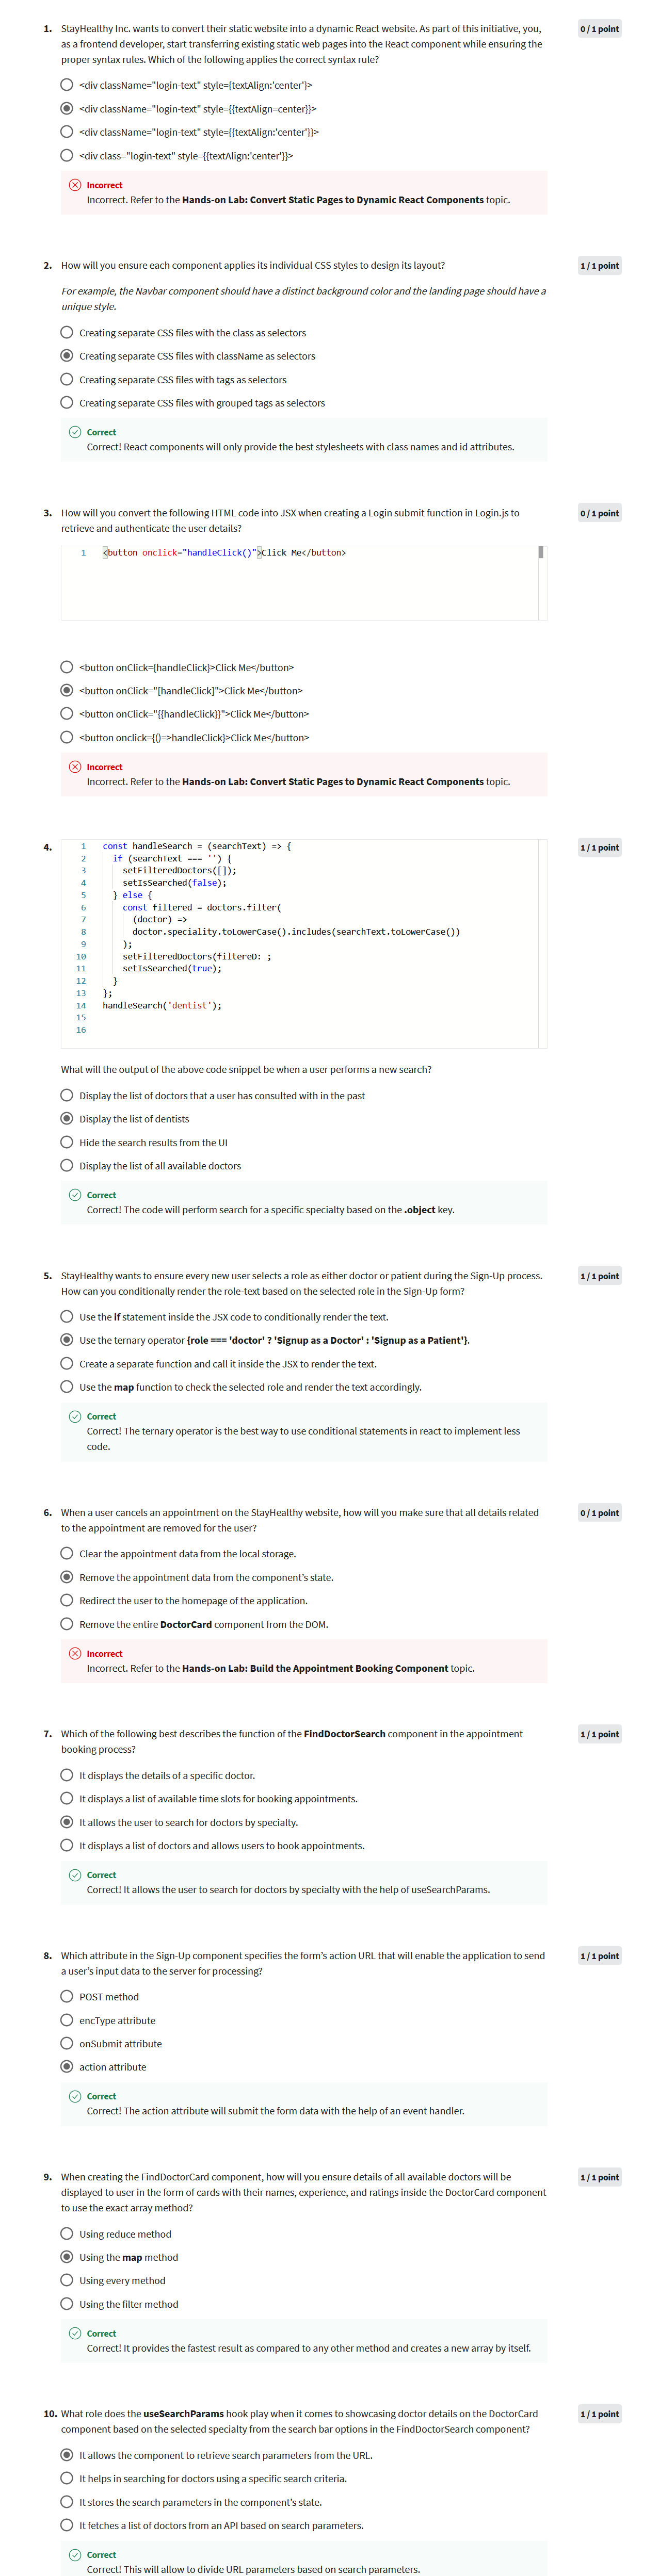 1. StayHealthy Inc. wants to convert their static website into a dynamic React website. As part of this initiative, you,
as a frontend developer, start transferring existing static web pages into the React component while ensuring the
proper syntax rules. Which of the following applies the correct syntax rule?
0 / 1 point
<div className="login-text" style={textAlign:'center'}>
<div className="login-text" style={{textAlign=center}}>
<div className="login-text" style={{textAlign:'center'}}>
<div class="login-text" style={{textAlign:'center'}}>
Incorrect
Incorrect. Refer to the Hands-on Lab: Convert Static Pages to Dynamic React Components topic.
2. How will you ensure each component applies its individual CSS styles to design its layout?
1 / 1 point
For example, the Navbar component should have a distinct background color and the landing page should have a
unique style.
Creating separate CSS files with the class as selectors
Creating separate CSS files with className as selectors
Creating separate CSS files with tags as selectors
Creating separate CSS files with grouped tags as selectors
Correct
Correct! React components will only provide the best stylesheets with class names and id attributes.
3. How will you convert the following HTML code into JSX when creating a Login submit function in Login.js to
retrieve and authenticate the user details?
0 / 1 point
1 <button onclick="handleClick()">Click Me</button>
<button onClick={handleClick}>Click Me</button>
<button onClick="[handleClick]">Click Me</button>
<button onClick="{{handleClick}}">Click Me</button>
<button onclick={()=>handleClick}>Click Me</button>
Incorrect
Incorrect. Refer to the Hands-on Lab: Convert Static Pages to Dynamic React Components topic.
4.
1 / 1 point
1 const handleSearch = (searchText) => {
2 if (searchText === '') {
3 setFilteredDoctors([]);
4 setIsSearched(false);
5 } else {
6 const filtered = doctors.filter(
7 (doctor) =>
8 doctor.speciality.toLowerCase().includes(searchText.toLowerCase())
9 );
10 setFilteredDoctors(filtereD: ;
11 setIsSearched(true);
12 }
13 };
14 handleSearch('dentist');
15
16
What will the output of the above code snippet be when a user performs a new search?
Display the list of doctors that a user has consulted with in the past
Display the list of dentists
Hide the search results from the UI
Display the list of all available doctors
Correct
Correct! The code will perform search for a specific specialty based on the .object key.
5. StayHealthy wants to ensure every new user selects a role as either doctor or patient during the Sign-Up process.
How can you conditionally render the role-text based on the selected role in the Sign-Up form?
1 / 1 point
Use the if statement inside the JSX code to conditionally render the text.
Use the ternary operator {role === 'doctor' ? 'Signup as a Doctor' : 'Signup as a Patient'}.
Create a separate function and call it inside the JSX to render the text.
Use the map function to check the selected role and render the text accordingly.
Correct
Correct! The ternary operator is the best way to use conditional statements in react to implement less
code.
6. When a user cancels an appointment on the StayHealthy website, how will you make sure that all details related
to the appointment are removed for the user?
0 / 1 point
Clear the appointment data from the local storage.
Remove the appointment data from the component's state.
Redirect the user to the homepage of the application.
Remove the entire DoctorCard component from the DOM.
Incorrect
Incorrect. Refer to the Hands-on Lab: Build the Appointment Booking Component topic.
7. Which of the following best describes the function of the FindDoctorSearch component in the appointment
booking process?
1 / 1 point
It displays the details of a specific doctor.
It displays a list of available time slots for booking appointments.
It allows the user to search for doctors by specialty.
It displays a list of doctors and allows users to book appointments.
Correct
Correct! It allows the user to search for doctors by specialty with the help of useSearchParams.
8. Which attribute in the Sign-Up component specifies the form's action URL that will enable the application to send
a user's input data to the server for processing?
1 / 1 point
POST method
encType attribute
onSubmit attribute
action attribute
Correct
Correct! The action attribute will submit the form data with the help of an event handler.
9. When creating the FindDoctorCard component, how will you ensure details of all available doctors will be
displayed to user in the form of cards with their names, experience, and ratings inside the DoctorCard component
to use the exact array method?
1 / 1 point
Using reduce method
Using the map method
Using every method
Using the filter method
Correct
Correct! It provides the fastest result as compared to any other method and creates a new array by itself.
10. What role does the useSearchParams hook play when it comes to showcasing doctor details on the DoctorCard
component based on the selected specialty from the search bar options in the FindDoctorSearch component?
1 / 1 point
It allows the component to retrieve search parameters from the URL.
It helps in searching for doctors using a specific search criteria.
It stores the search parameters in the component's state.
It fetches a list of doctors from an API based on search parameters.
Correct
Correct! This will allow to divide URL parameters based on search parameters.